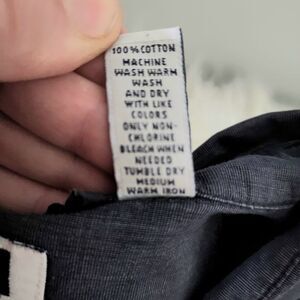 100% COTTON
MACHINE
WASH WARM
WASH
AND DRY
WITH LIKE
COLORS
ONLY NON-
CHLORINE
BLEACH WHEN
NEEDED
TUMBLE DRY
MEDIUM
WARM IRON